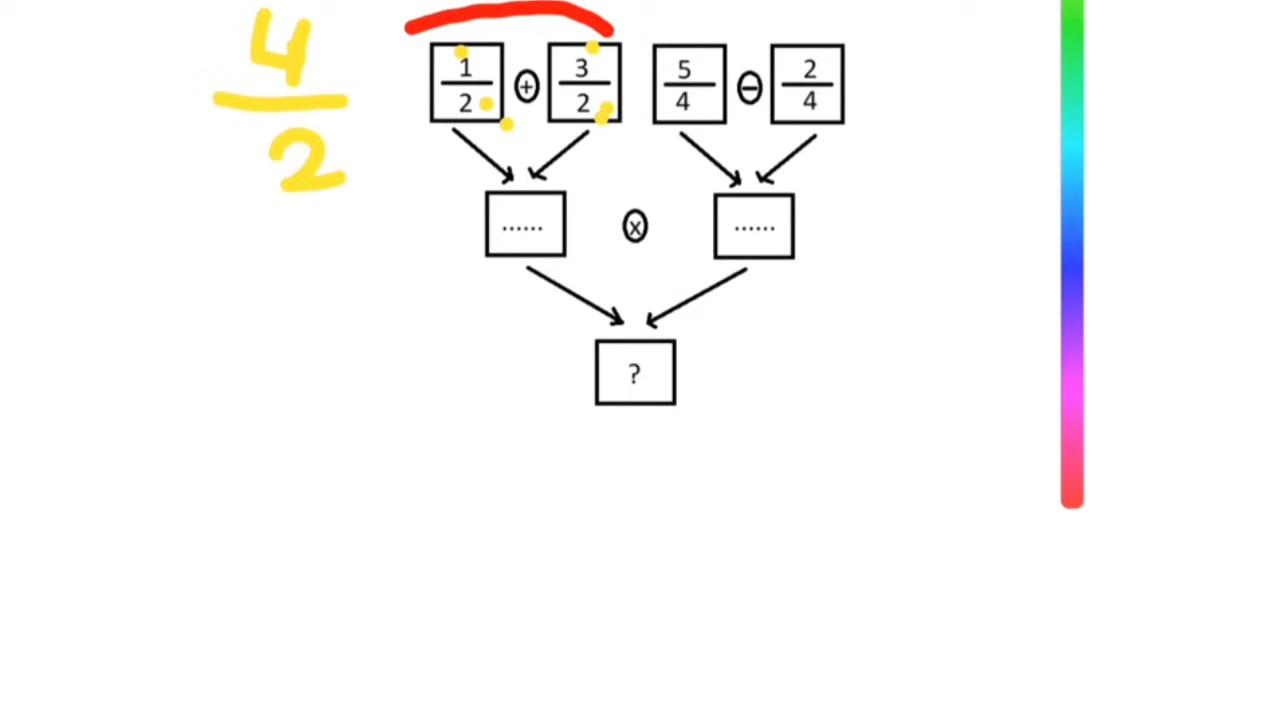 4/2
1/2 + 3/2 5/4 − 2/4
...... x ......
?